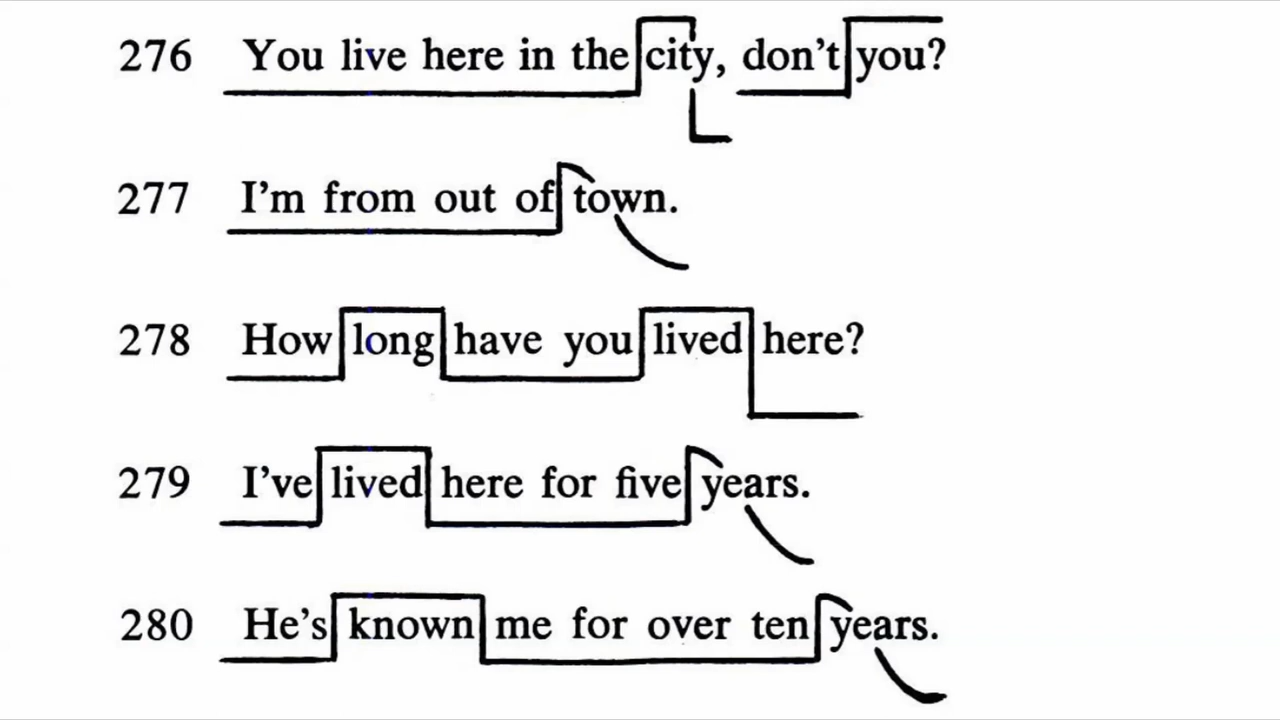 276 You live here in the city, don't you?
277 I'm from out of town.
278 How long have you lived here?
279 I've lived here for five years.
280 He's known me for over ten years.